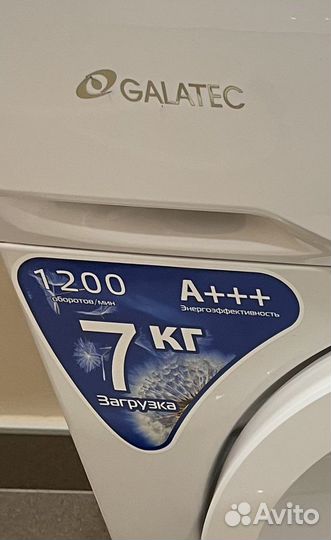 GALATEC
1200
оборотов/мин
A+++
Энергоэффективность
7 кг
Загрузка
Avito